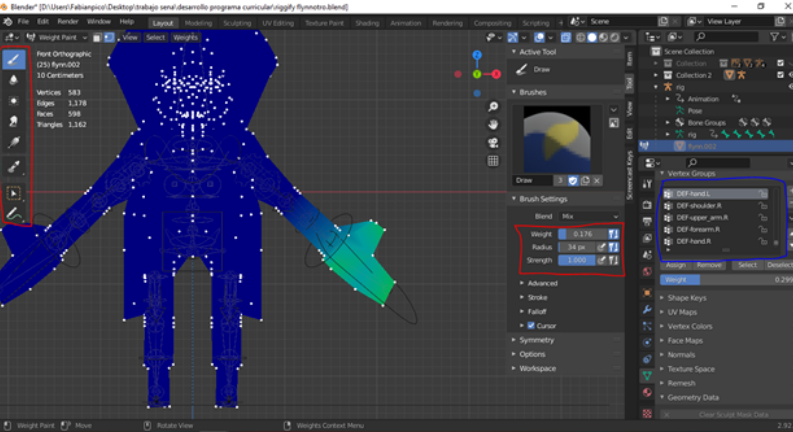 Blender* [D:\Users\Fabianpico\Desktop\trabajo sena\desarrollo programa curricular\riggify flynnotro.blend]
File Edit Render Window Help Layout Modeling Sculpting UV Editing Texture Paint Shading Animation Rendering Compositing Scripting Scene View Layer
Weight Paint View Select Weights
Front Orthographic
(25) flynn.002
10 Centimeters
Vertices 583
Edges 1,178
Faces 598
Triangles 1,162
Active Tool
Draw
Brushes
Draw 3
Brush Settings
Blend Mix
Weight 0.176
Radius 34 px
Strength 1.000
Advanced
Stroke
Falloff
Cursor
Symmetry
Options
Workspace
Item
Tool
View
Edit
Screencast Keys
Scene Collection
Collection
Collection 2
rig
Animation
Pose
Bone Groups
rig
flynn.002
Vertex Groups
DEF-hand.L
DEF-shoulder.R
DEF-upper_arm.R
DEF-forearm.R
DEF-hand.R
Assign Remove Select Deselect
Weight 0.299
Shape Keys
UV Maps
Vertex Colors
Face Maps
Normals
Texture Space
Remesh
Geometry Data
Clear Sculpt Mask Data
Weight Paint Move Rotate View Weights Context Menu 2.92